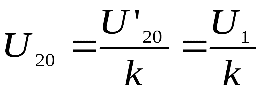 U₂₀ = U'₂₀ / k = U₁ / k